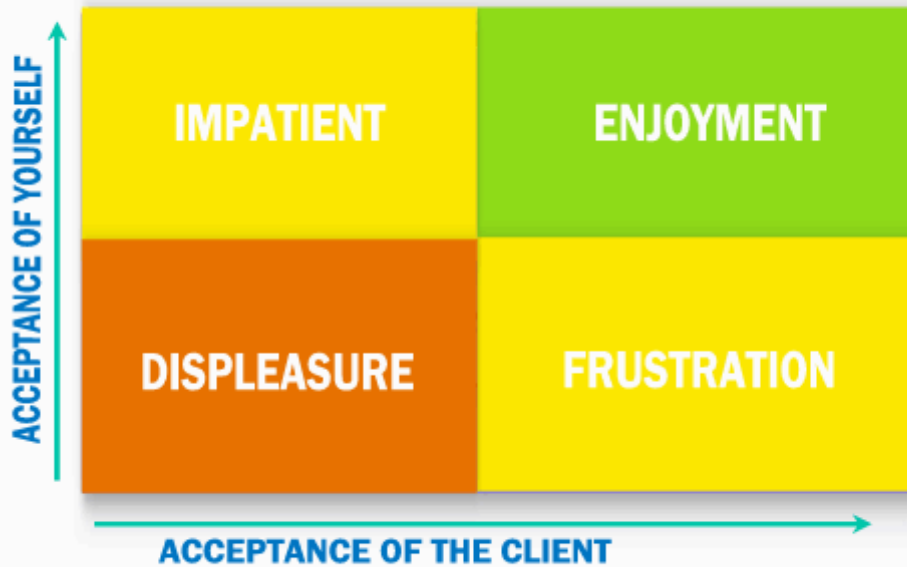 ACCEPTANCE OF YOURSELF
IMPATIENT
ENJOYMENT
DISPLEASURE
FRUSTRATION
ACCEPTANCE OF THE CLIENT